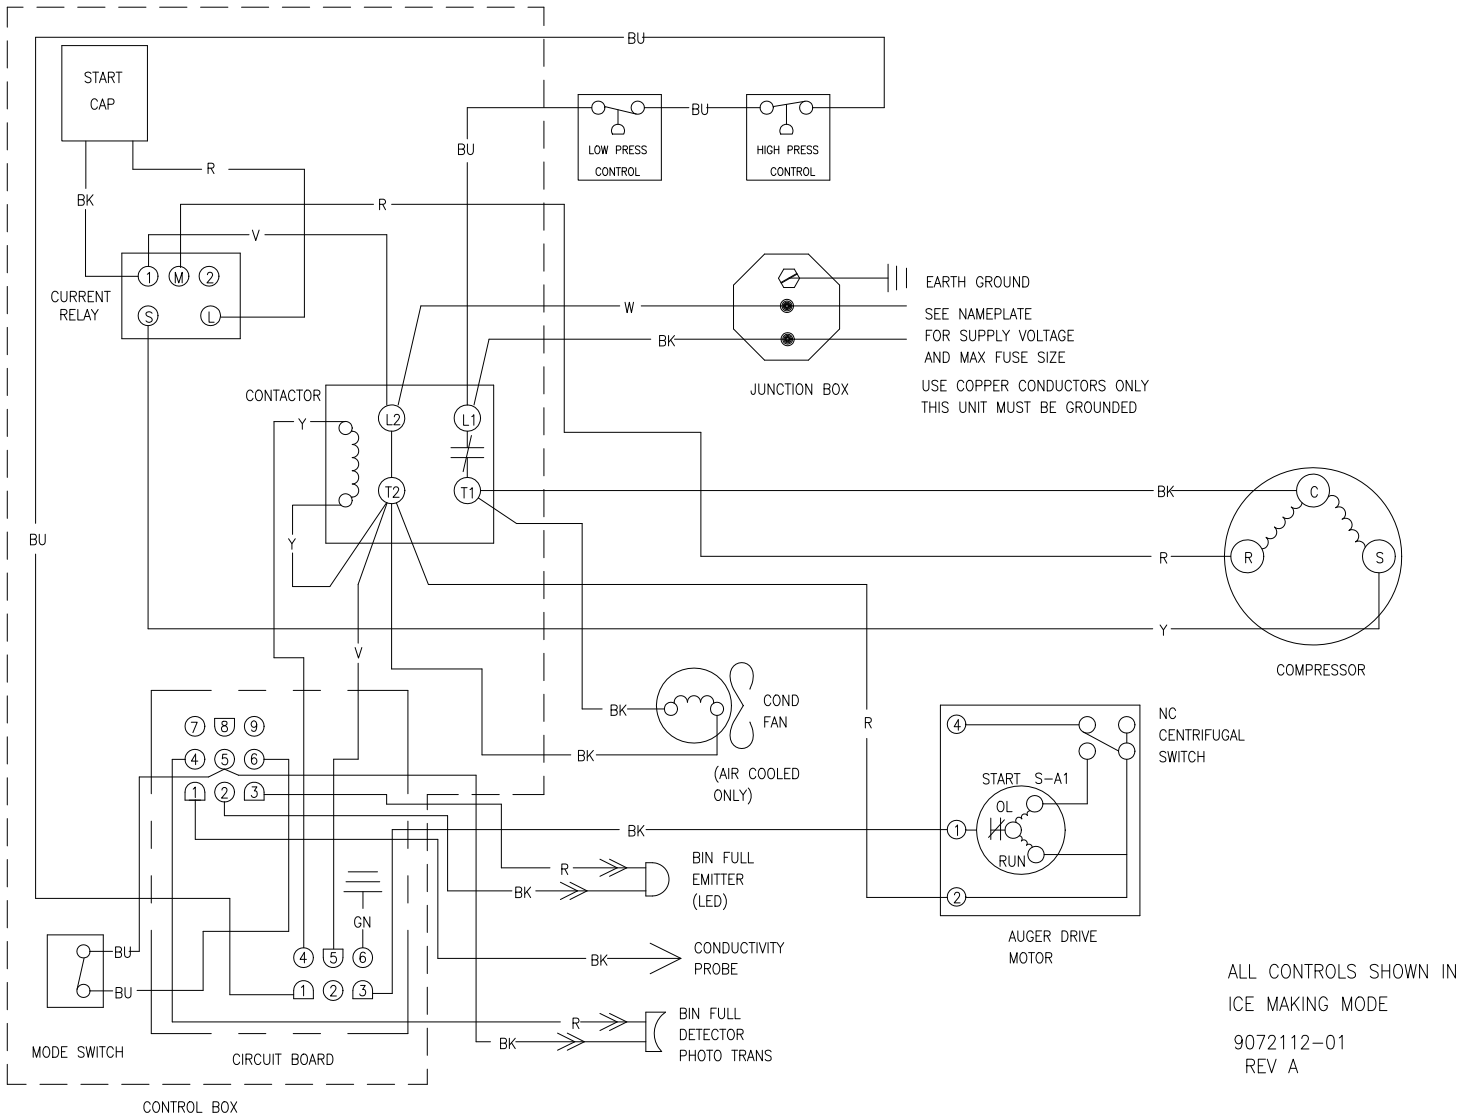 BU
START
CAP
BU
LOW PRESS
CONTROL
HIGH PRESS
CONTROL
BU
R
BK
R
V
1 M 2
S L
CURRENT
RELAY
EARTH GROUND
W
SEE NAMEPLATE
FOR SUPPLY VOLTAGE
AND MAX FUSE SIZE
BK
JUNCTION BOX
USE COPPER CONDUCTORS ONLY
THIS UNIT MUST BE GROUNDED
CONTACTOR
Y
L2 L1
T2 T1
BK
C
R
R S
Y
BU
Y
COMPRESSOR
V
COND
FAN
BK
BK
(AIR COOLED
ONLY)
R
4
NC
CENTRIFUGAL
SWITCH
START S-A1
OL
1
RUN
2
AUGER DRIVE
MOTOR
7 8 9
4 5 6
1 2 3
BK
BIN FULL
EMITTER
(LED)
R
BK
GN
4 5 6
1 2 3
BU
BU
MODE SWITCH
CIRCUIT BOARD
CONTROL BOX
CONDUCTIVITY
PROBE
BK
BIN FULL
DETECTOR
PHOTO TRANS
R
BK
ALL CONTROLS SHOWN IN
ICE MAKING MODE
9072112-01
REV A